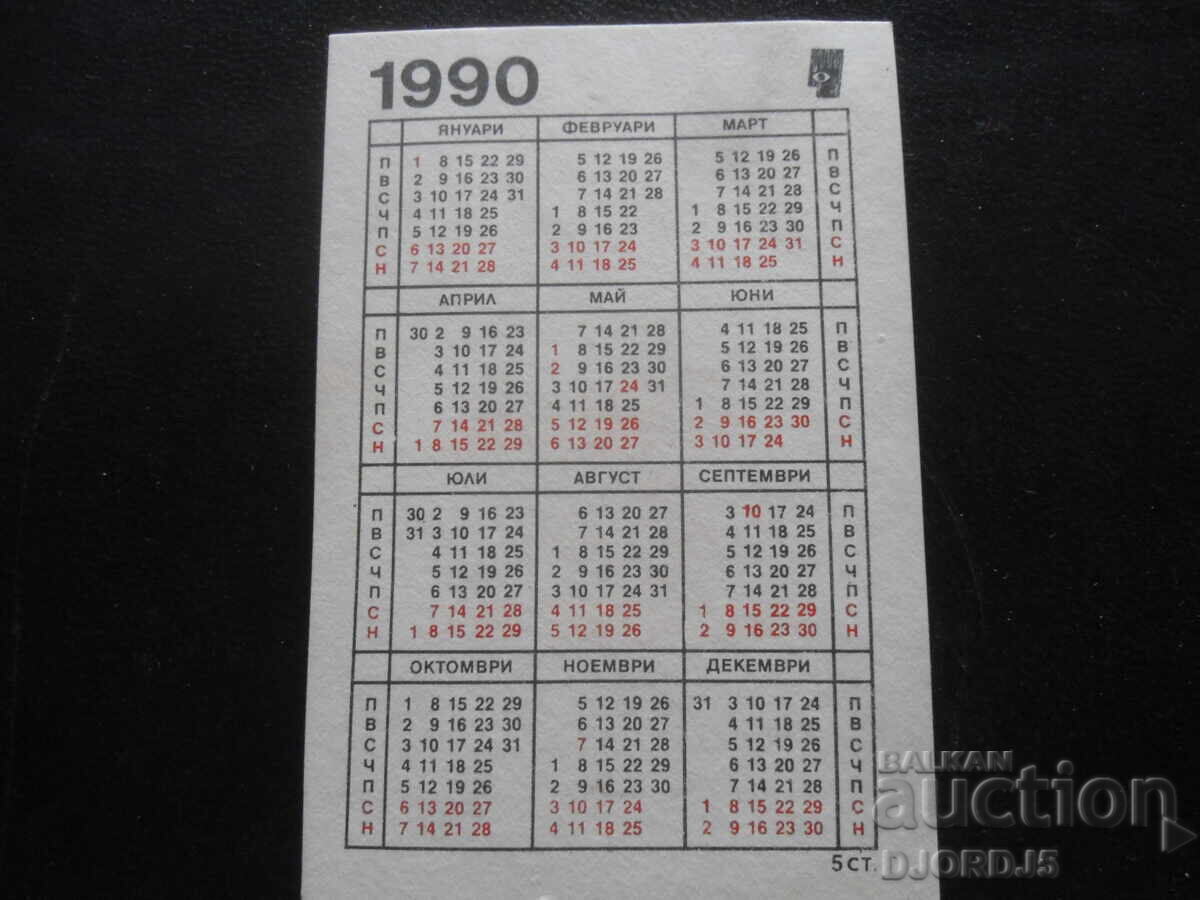 1990
ЯНУАРИ ФЕВРУАРИ МАРТ
П 1 8 15 22 29 5 12 19 26 5 12 19 26 П
В 2 9 16 23 30 6 13 20 27 6 13 20 27 В
С 3 10 17 24 31 7 14 21 28 7 14 21 28 С
Ч 4 11 18 25 1 8 15 22 1 8 15 22 29 Ч
П 5 12 19 26 2 9 16 23 2 9 16 23 30 П
С 6 13 20 27 3 10 17 24 3 10 17 24 31 С
Н 7 14 21 28 4 11 18 25 4 11 18 25 Н
АПРИЛ МАЙ ЮНИ
П 30 2 9 16 23 7 14 21 28 4 11 18 25 П
В 3 10 17 24 1 8 15 22 29 5 12 19 26 В
С 4 11 18 25 2 9 16 23 30 6 13 20 27 С
Ч 5 12 19 26 3 10 17 24 31 7 14 21 28 Ч
П 6 13 20 27 4 11 18 25 1 8 15 22 29 П
С 7 14 21 28 5 12 19 26 2 9 16 23 30 С
Н 1 8 15 22 29 6 13 20 27 3 10 17 24 Н
ЮЛИ АВГУСТ СЕПТЕМВРИ
П 30 2 9 16 23 6 13 20 27 3 10 17 24 П
В 31 3 10 17 24 7 14 21 28 4 11 18 25 В
С 4 11 18 25 1 8 15 22 29 5 12 19 26 С
Ч 5 12 19 26 2 9 16 23 30 6 13 20 27 Ч
П 6 13 20 27 3 10 17 24 31 7 14 21 28 П
С 7 14 21 28 4 11 18 25 1 8 15 22 29 С
Н 1 8 15 22 29 5 12 19 26 2 9 16 23 30 Н
ОКТОМВРИ НОЕМВРИ ДЕКЕМВРИ
П 1 8 15 22 29 5 12 19 26 31 3 10 17 24 П
В 2 9 16 23 30 6 13 20 27 4 11 18 25 В
С 3 10 17 24 31 7 14 21 28 5 12 19 26 С
Ч 4 11 18 25 1 8 15 22 29 6 13 20 27 Ч
П 5 12 19 26 2 9 16 23 30 7 14 21 28 П
С 6 13 20 27 3 10 17 24 1 8 15 22 29 С
Н 7 14 21 28 4 11 18 25 2 9 16 23 30 Н
5 СТ.
BALKAN
auction
DJORDJ5